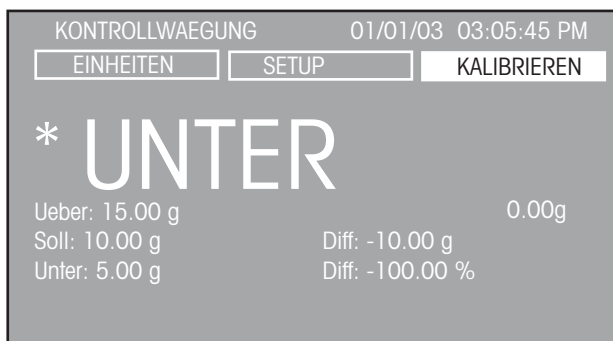 KONTROLLWAEGUNG 01/01/03 03:05:45 PM
EINHEITEN SETUP KALIBRIEREN
* UNTER
Ueber: 15.00 g 0.00g
Soll: 10.00 g Diff: -10.00 g
Unter: 5.00 g Diff: -100.00 %